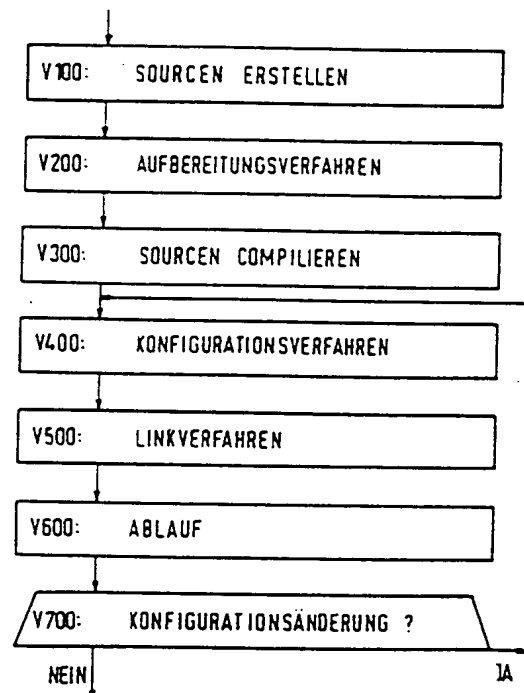 V100: SOURCEN ERSTELLEN
V200: AUFBEREITUNGSVERFAHREN
V300: SOURCEN COMPILIEREN
V400: KONFIGURATIONSVERFAHREN
V500: LINKVERFAHREN
V600: ABLAUF
V700: KONFIGURATIONSÄNDERUNG ?
NEIN JA